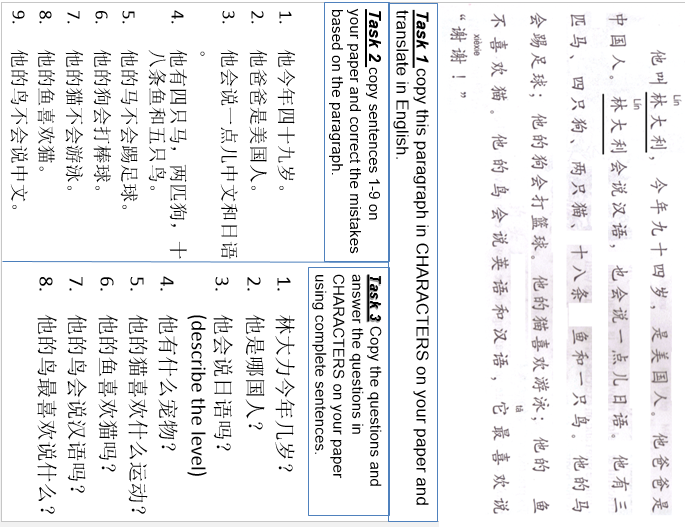 Lín
他叫林大利，今年九十四岁，是美国人。他爸爸是
Lín
中国人。林大利会说汉语，也会说一点儿日语。他有三
匹马、四只狗、两只猫、十八条 鱼和一只鸟。他的马
会踢足球；他的狗会打篮球。他的猫喜欢游泳；他的 鱼
tā
不喜欢猫。他的鸟会说英语和汉语，它最喜欢说
xièxie
“谢谢！”
Task 1 copy this paragraph in CHARACTERS on your paper and
translate in English.
Task 2 copy sentences 1-9 on
your paper and correct the mistakes
based on the paragraph.
1. 他今年四十九岁。
2. 他爸爸是美国人。
3. 他会说一点儿中文和日语
。
4. 他有四只马，两匹狗，十
八条鱼和五只鸟。
5. 他的马不会踢足球。
6. 他的狗会打棒球。
7. 他的猫不会游泳。
8. 他的鱼喜欢猫。
9. 他的鸟不会说中文。
Task 3 Copy the questions and
answer the questions in
CHARACTERS on your paper
using complete sentences.
1. 林大力今年几岁？
2. 他是哪国人？
3. 他会说日语吗？
(describe the level)
4. 他有什么宠物？
5. 他的猫喜欢什么运动？
6. 他的鱼喜欢猫吗？
7. 他的鸟会说汉语吗？
8. 他的鸟最喜欢说什么？